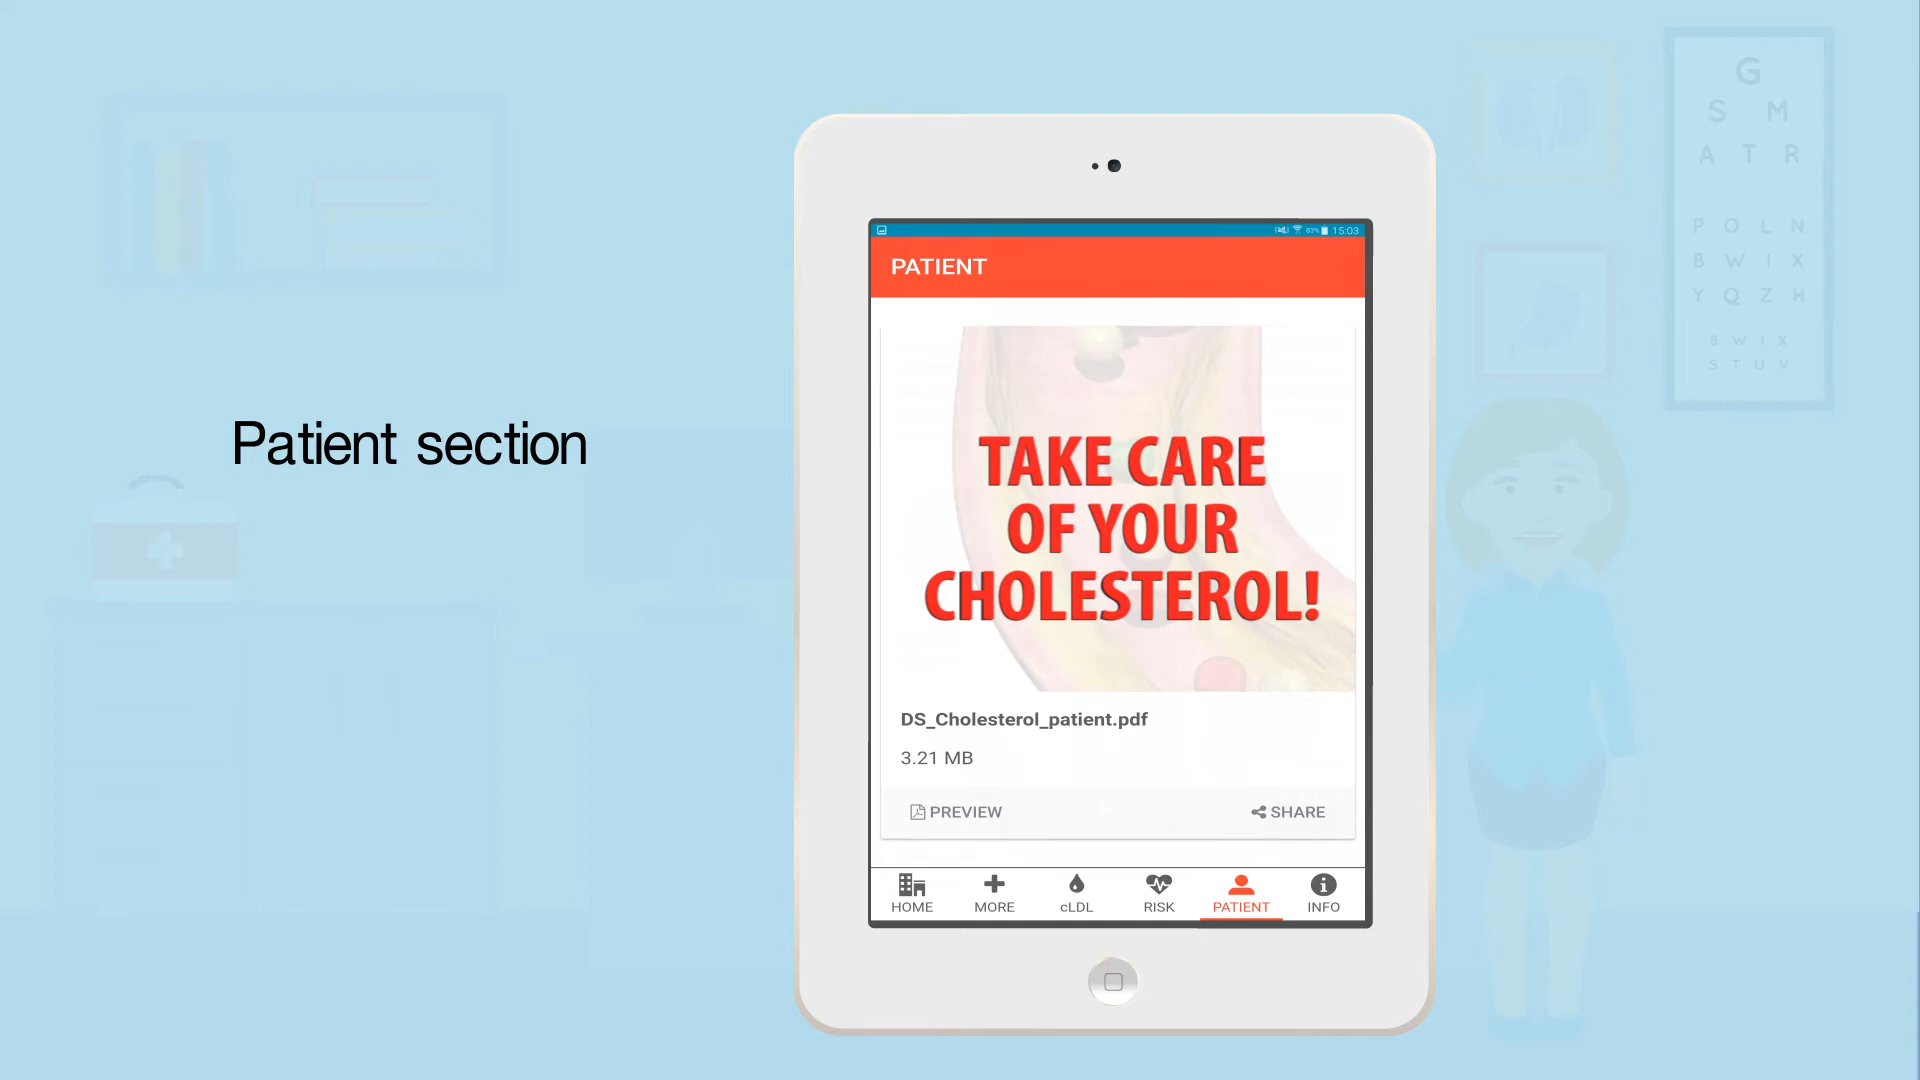 Patient section
G
S M
A T R
P O L N
B W I X
Y Q Z H
B W I X
S T U V
83% 15:03
PATIENT
TAKE CARE
OF YOUR
CHOLESTEROL!
DS_Cholesterol_patient.pdf
3.21 MB
PREVIEW SHARE
HOME MORE cLDL RISK PATIENT INFO